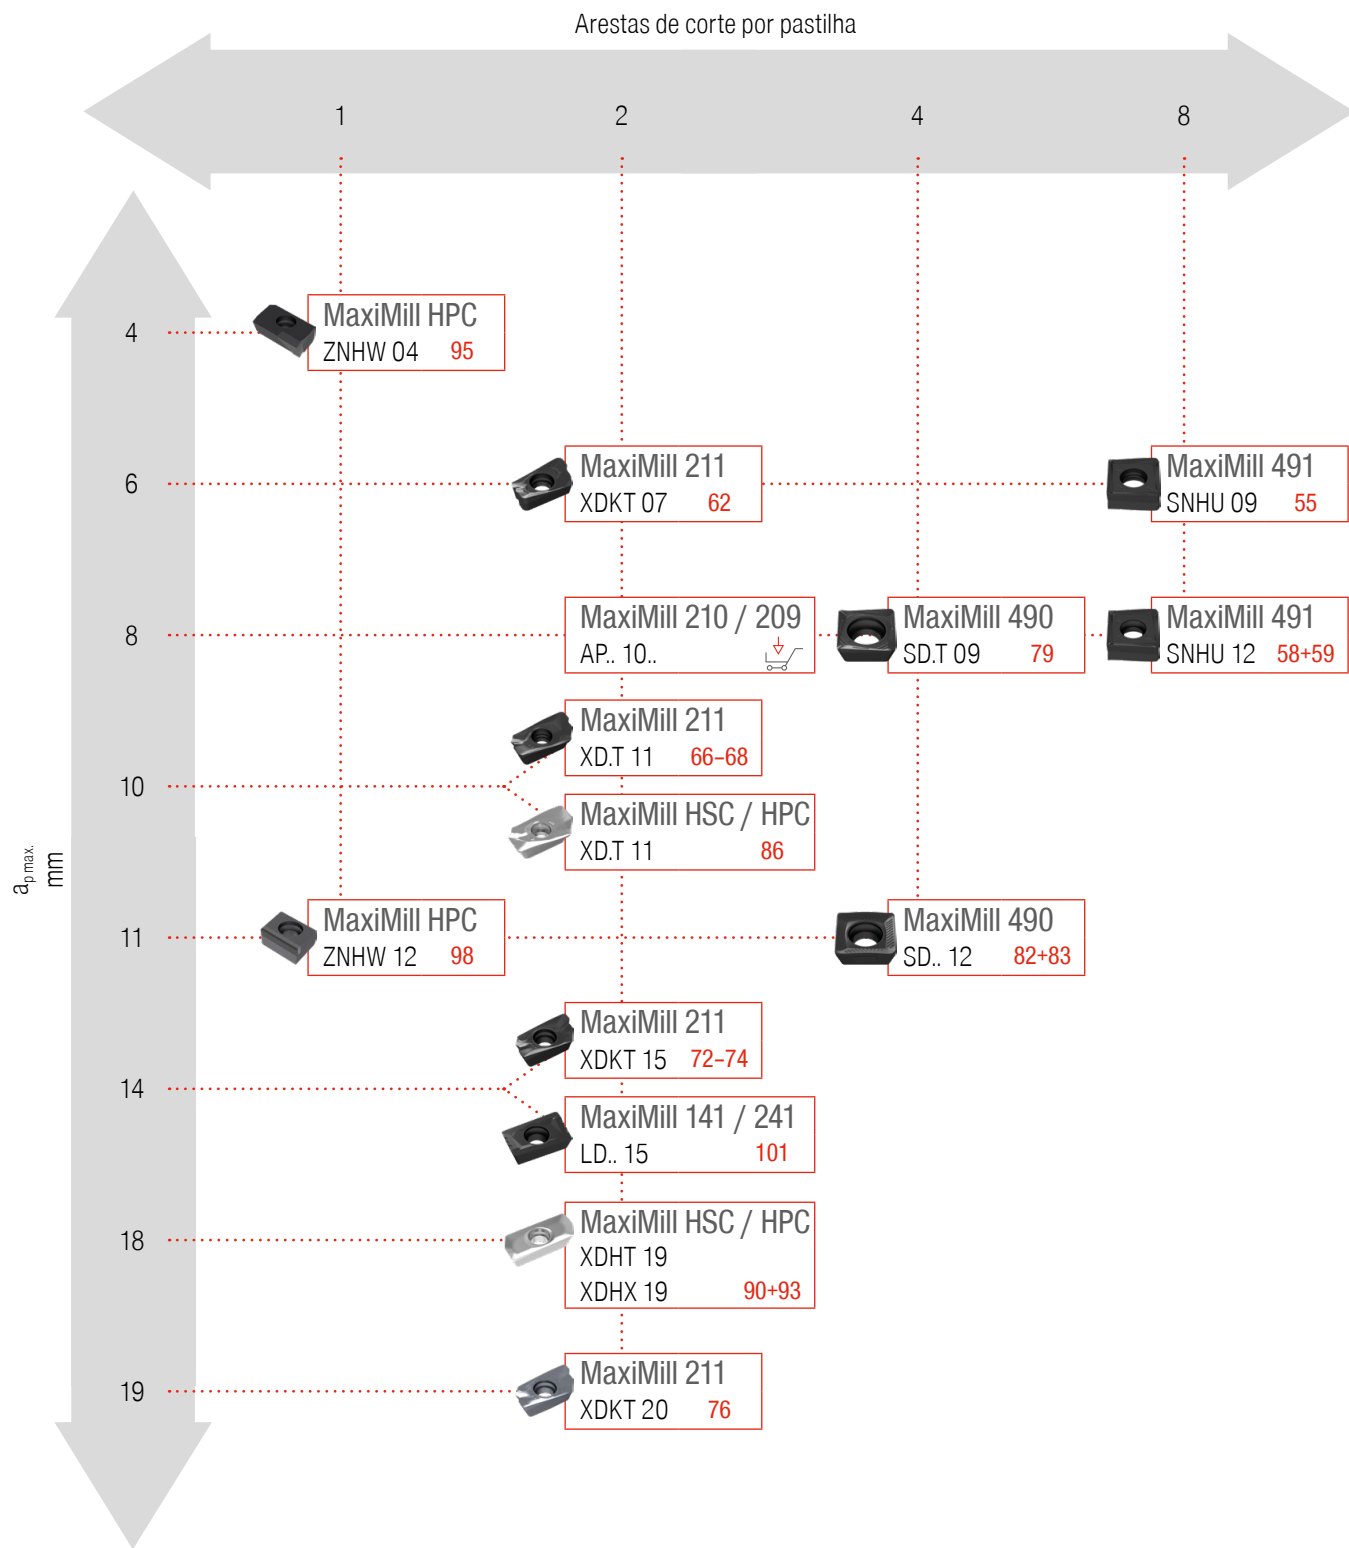 Arestas de corte por pastilha
1 2 4 8
4
MaxiMill HPC
ZNHW 04 95
6
MaxiMill 211
XDKT 07 62
MaxiMill 491
SNHU 09 55
8
MaxiMill 210 / 209
AP.. 10..
MaxiMill 490
SD.T 09 79
MaxiMill 491
SNHU 12 58+59
10
MaxiMill 211
XD.T 11 66–68
MaxiMill HSC / HPC
XD.T 11 86
ap max.
mm
11
MaxiMill HPC
ZNHW 12 98
MaxiMill 490
SD.. 12 82+83
14
MaxiMill 211
XDKT 15 72–74
MaxiMill 141 / 241
LD.. 15 101
18
MaxiMill HSC / HPC
XDHT 19
XDHX 19 90+93
19
MaxiMill 211
XDKT 20 76